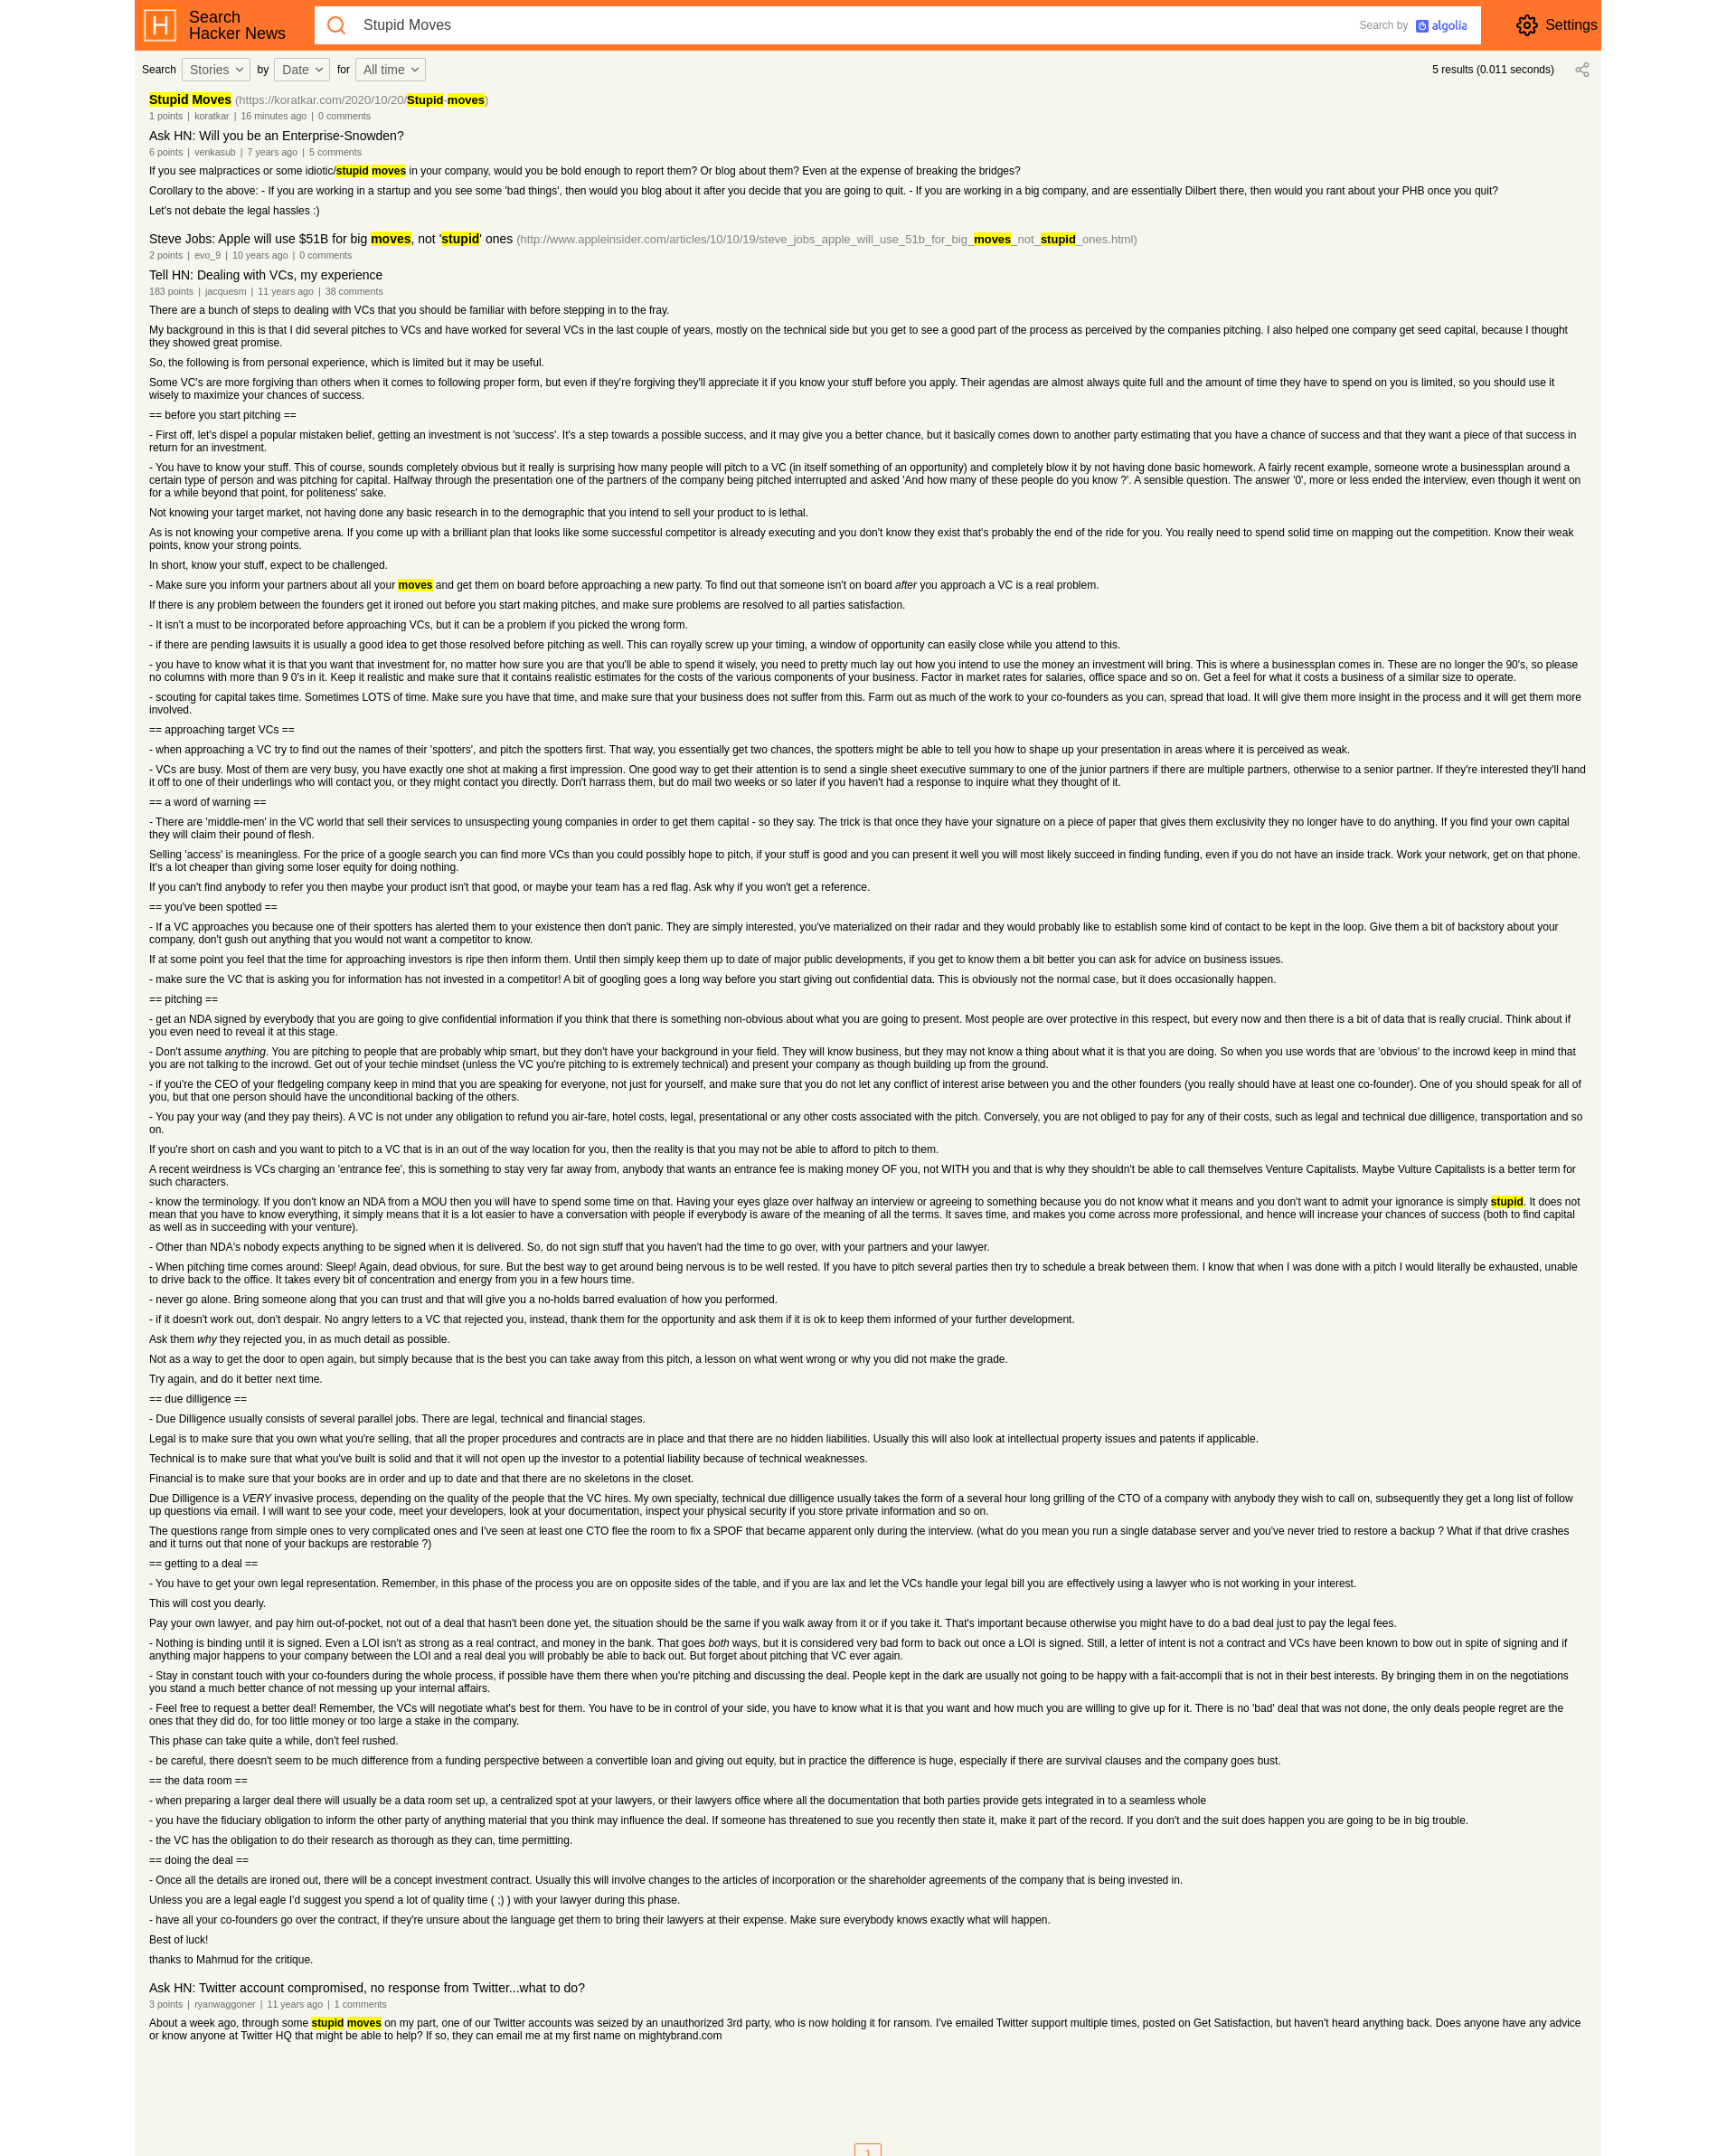 H
Search
Hacker News
Stupid Moves
Search by algolia
Settings
Search Stories by Date for All time
5 results (0.011 seconds)
Stupid Moves (https://koratkar.com/2020/10/20/Stupid-moves)
1 points | koratkar | 16 minutes ago | 0 comments
Ask HN: Will you be an Enterprise-Snowden?
6 points | venkasub | 7 years ago | 5 comments
If you see malpractices or some idiotic/stupid moves in your company, would you be bold enough to report them? Or blog about them? Even at the expense of breaking the bridges?
Corollary to the above: - If you are working in a startup and you see some 'bad things', then would you blog about it after you decide that you are going to quit. - If you are working in a big company, and are essentially Dilbert there, then would you rant about your PHB once you quit?
Let's not debate the legal hassles :)
Steve Jobs: Apple will use $51B for big moves, not 'stupid' ones (http://www.appleinsider.com/articles/10/10/19/steve_jobs_apple_will_use_51b_for_big_moves_not_stupid_ones.html)
2 points | evo_9 | 10 years ago | 0 comments
Tell HN: Dealing with VCs, my experience
183 points | jacquesm | 11 years ago | 38 comments
There are a bunch of steps to dealing with VCs that you should be familiar with before stepping in to the fray.
My background in this is that I did several pitches to VCs and have worked for several VCs in the last couple of years, mostly on the technical side but you get to see a good part of the process as perceived by the companies pitching. I also helped one company get seed capital, because I thought
they showed great promise.
So, the following is from personal experience, which is limited but it may be useful.
Some VC's are more forgiving than others when it comes to following proper form, but even if they're forgiving they'll appreciate it if you know your stuff before you apply. Their agendas are almost always quite full and the amount of time they have to spend on you is limited, so you should use it
wisely to maximize your chances of success.
== before you start pitching ==
- First off, let's dispel a popular mistaken belief, getting an investment is not 'success'. It's a step towards a possible success, and it may give you a better chance, but it basically comes down to another party estimating that you have a chance of success and that they want a piece of that success in
return for an investment.
- You have to know your stuff. This of course, sounds completely obvious but it really is surprising how many people will pitch to a VC (in itself something of an opportunity) and completely blow it by not having done basic homework. A fairly recent example, someone wrote a businessplan around a
certain type of person and was pitching for capital. Halfway through the presentation one of the partners of the company being pitched interrupted and asked 'And how many of these people do you know ?'. A sensible question. The answer '0', more or less ended the interview, even though it went on
for a while beyond that point, for politeness' sake.
Not knowing your target market, not having done any basic research in to the demographic that you intend to sell your product to is lethal.
As is not knowing your competive arena. If you come up with a brilliant plan that looks like some successful competitor is already executing and you don't know they exist that's probably the end of the ride for you. You really need to spend solid time on mapping out the competition. Know their weak
points, know your strong points.
In short, know your stuff, expect to be challenged.
- Make sure you inform your partners about all your moves and get them on board before approaching a new party. To find out that someone isn't on board after you approach a VC is a real problem.
If there is any problem between the founders get it ironed out before you start making pitches, and make sure problems are resolved to all parties satisfaction.
- It isn't a must to be incorporated before approaching VCs, but it can be a problem if you picked the wrong form.
- if there are pending lawsuits it is usually a good idea to get those resolved before pitching as well. This can royally screw up your timing, a window of opportunity can easily close while you attend to this.
- you have to know what it is that you want that investment for, no matter how sure you are that you'll be able to spend it wisely, you need to pretty much lay out how you intend to use the money an investment will bring. This is where a businessplan comes in. These are no longer the 90's, so please
no columns with more than 9 0's in it. Keep it realistic and make sure that it contains realistic estimates for the costs of the various components of your business. Factor in market rates for salaries, office space and so on. Get a feel for what it costs a business of a similar size to operate.
- scouting for capital takes time. Sometimes LOTS of time. Make sure you have that time, and make sure that your business does not suffer from this. Farm out as much of the work to your co-founders as you can, spread that load. It will give them more insight in the process and it will get them more
involved.
== approaching target VCs ==
- when approaching a VC try to find out the names of their 'spotters', and pitch the spotters first. That way, you essentially get two chances, the spotters might be able to tell you how to shape up your presentation in areas where it is perceived as weak.
- VCs are busy. Most of them are very busy, you have exactly one shot at making a first impression. One good way to get their attention is to send a single sheet executive summary to one of the junior partners if there are multiple partners, otherwise to a senior partner. If they're interested they'll hand
it off to one of their underlings who will contact you, or they might contact you directly. Don't harrass them, but do mail two weeks or so later if you haven't had a response to inquire what they thought of it.
== a word of warning ==
- There are 'middle-men' in the VC world that sell their services to unsuspecting young companies in order to get them capital - so they say. The trick is that once they have your signature on a piece of paper that gives them exclusivity they no longer have to do anything. If you find your own capital
they will claim their pound of flesh.
Selling 'access' is meaningless. For the price of a google search you can find more VCs than you could possibly hope to pitch, if your stuff is good and you can present it well you will most likely succeed in finding funding, even if you do not have an inside track. Work your network, get on that phone.
It's a lot cheaper than giving some loser equity for doing nothing.
If you can't find anybody to refer you then maybe your product isn't that good, or maybe your team has a red flag. Ask why if you won't get a reference.
== you've been spotted ==
- If a VC approaches you because one of their spotters has alerted them to your existence then don't panic. They are simply interested, you've materialized on their radar and they would probably like to establish some kind of contact to be kept in the loop. Give them a bit of backstory about your
company, don't gush out anything that you would not want a competitor to know.
If at some point you feel that the time for approaching investors is ripe then inform them. Until then simply keep them up to date of major public developments, if you get to know them a bit better you can ask for advice on business issues.
- make sure the VC that is asking you for information has not invested in a competitor! A bit of googling goes a long way before you start giving out confidential data. This is obviously not the normal case, but it does occasionally happen.
== pitching ==
- get an NDA signed by everybody that you are going to give confidential information if you think that there is something non-obvious about what you are going to present. Most people are over protective in this respect, but every now and then there is a bit of data that is really crucial. Think about if
you even need to reveal it at this stage.
- Don't assume anything. You are pitching to people that are probably whip smart, but they don't have your background in your field. They will know business, but they may not know a thing about what it is that you are doing. So when you use words that are 'obvious' to the incrowd keep in mind that
you are not talking to the incrowd. Get out of your techie mindset (unless the VC you're pitching to is extremely technical) and present your company as though building up from the ground.
- if you're the CEO of your fledgeling company keep in mind that you are speaking for everyone, not just for yourself, and make sure that you do not let any conflict of interest arise between you and the other founders (you really should have at least one co-founder). One of you should speak for all of
you, but that one person should have the unconditional backing of the others.
- You pay your way (and they pay theirs). A VC is not under any obligation to refund you air-fare, hotel costs, legal, presentational or any other costs associated with the pitch. Conversely, you are not obliged to pay for any of their costs, such as legal and technical due dilligence, transportation and so
on.
If you're short on cash and you want to pitch to a VC that is in an out of the way location for you, then the reality is that you may not be able to afford to pitch to them.
A recent weirdness is VCs charging an 'entrance fee', this is something to stay very far away from, anybody that wants an entrance fee is making money OF you, not WITH you and that is why they shouldn't be able to call themselves Venture Capitalists. Maybe Vulture Capitalists is a better term for
such characters.
- know the terminology. If you don't know an NDA from a MOU then you will have to spend some time on that. Having your eyes glaze over halfway an interview or agreeing to something because you do not know what it means and you don't want to admit your ignorance is simply stupid. It does not
mean that you have to know everything, it simply means that it is a lot easier to have a conversation with people if everybody is aware of the meaning of all the terms. It saves time, and makes you come across more professional, and hence will increase your chances of success (both to find capital
as well as in succeeding with your venture).
- Other than NDA's nobody expects anything to be signed when it is delivered. So, do not sign stuff that you haven't had the time to go over, with your partners and your lawyer.
- When pitching time comes around: Sleep! Again, dead obvious, for sure. But the best way to get around being nervous is to be well rested. If you have to pitch several parties then try to schedule a break between them. I know that when I was done with a pitch I would literally be exhausted, unable
to drive back to the office. It takes every bit of concentration and energy from you in a few hours time.
- never go alone. Bring someone along that you can trust and that will give you a no-holds barred evaluation of how you performed.
- if it doesn't work out, don't despair. No angry letters to a VC that rejected you, instead, thank them for the opportunity and ask them if it is ok to keep them informed of your further development.
Ask them why they rejected you, in as much detail as possible.
Not as a way to get the door to open again, but simply because that is the best you can take away from this pitch, a lesson on what went wrong or why you did not make the grade.
Try again, and do it better next time.
== due dilligence ==
- Due Dilligence usually consists of several parallel jobs. There are legal, technical and financial stages.
Legal is to make sure that you own what you're selling, that all the proper procedures and contracts are in place and that there are no hidden liabilities. Usually this will also look at intellectual property issues and patents if applicable.
Technical is to make sure that what you've built is solid and that it will not open up the investor to a potential liability because of technical weaknesses.
Financial is to make sure that your books are in order and up to date and that there are no skeletons in the closet.
Due Dilligence is a VERY invasive process, depending on the quality of the people that the VC hires. My own specialty, technical due dilligence usually takes the form of a several hour long grilling of the CTO of a company with anybody they wish to call on, subsequently they get a long list of follow
up questions via email. I will want to see your code, meet your developers, look at your documentation, inspect your physical security if you store private information and so on.
The questions range from simple ones to very complicated ones and I've seen at least one CTO flee the room to fix a SPOF that became apparent only during the interview. (what do you mean you run a single database server and you've never tried to restore a backup ? What if that drive crashes
and it turns out that none of your backups are restorable ?)
== getting to a deal ==
- You have to get your own legal representation. Remember, in this phase of the process you are on opposite sides of the table, and if you are lax and let the VCs handle your legal bill you are effectively using a lawyer who is not working in your interest.
This will cost you dearly.
Pay your own lawyer, and pay him out-of-pocket, not out of a deal that hasn't been done yet, the situation should be the same if you walk away from it or if you take it. That's important because otherwise you might have to do a bad deal just to pay the legal fees.
- Nothing is binding until it is signed. Even a LOI isn't as strong as a real contract, and money in the bank. That goes both ways, but it is considered very bad form to back out once a LOI is signed. Still, a letter of intent is not a contract and VCs have been known to bow out in spite of signing and if
anything major happens to your company between the LOI and a real deal you will probably be able to back out. But forget about pitching that VC ever again.
- Stay in constant touch with your co-founders during the whole process, if possible have them there when you're pitching and discussing the deal. People kept in the dark are usually not going to be happy with a fait-accompli that is not in their best interests. By bringing them in on the negotiations
you stand a much better chance of not messing up your internal affairs.
- Feel free to request a better deal! Remember, the VCs will negotiate what's best for them. You have to be in control of your side, you have to know what it is that you want and how much you are willing to give up for it. There is no 'bad' deal that was not done, the only deals people regret are the
ones that they did do, for too little money or too large a stake in the company.
This phase can take quite a while, don't feel rushed.
- be careful, there doesn't seem to be much difference from a funding perspective between a convertible loan and giving out equity, but in practice the difference is huge, especially if there are survival clauses and the company goes bust.
== the data room ==
- when preparing a larger deal there will usually be a data room set up, a centralized spot at your lawyers, or their lawyers office where all the documentation that both parties provide gets integrated in to a seamless whole
- you have the fiduciary obligation to inform the other party of anything material that you think may influence the deal. If someone has threatened to sue you recently then state it, make it part of the record. If you don't and the suit does happen you are going to be in big trouble.
- the VC has the obligation to do their research as thorough as they can, time permitting.
== doing the deal ==
- Once all the details are ironed out, there will be a concept investment contract. Usually this will involve changes to the articles of incorporation or the shareholder agreements of the company that is being invested in.
Unless you are a legal eagle I'd suggest you spend a lot of quality time ( ;) ) with your lawyer during this phase.
- have all your co-founders go over the contract, if they're unsure about the language get them to bring their lawyers at their expense. Make sure everybody knows exactly what will happen.
Best of luck!
thanks to Mahmud for the critique.
Ask HN: Twitter account compromised, no response from Twitter...what to do?
3 points | ryanwaggoner | 11 years ago | 1 comments
About a week ago, through some stupid moves on my part, one of our Twitter accounts was seized by an unauthorized 3rd party, who is now holding it for ransom. I've emailed Twitter support multiple times, posted on Get Satisfaction, but haven't heard anything back. Does anyone have any advice
or know anyone at Twitter HQ that might be able to help? If so, they can email me at my first name on mightybrand.com
1